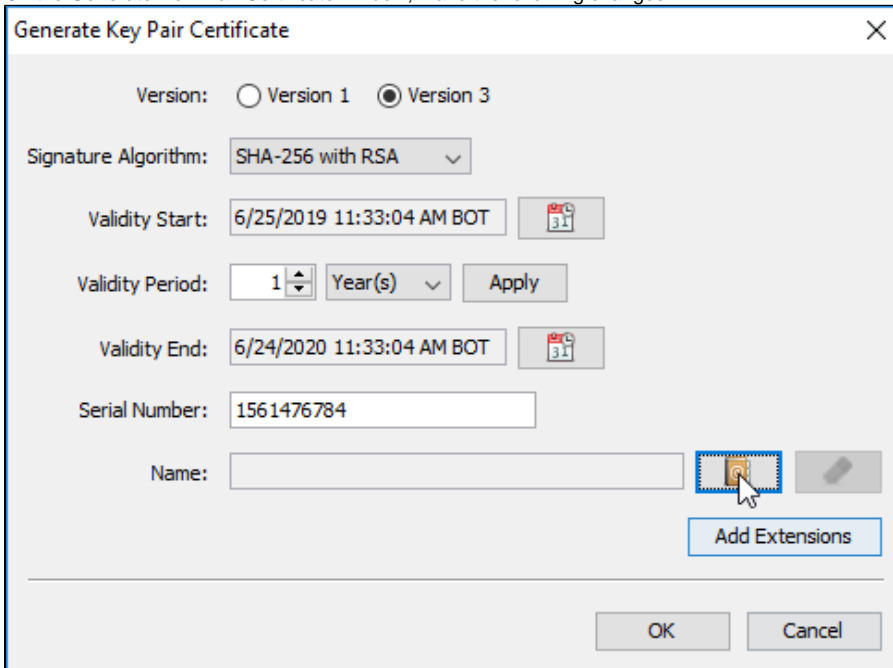 Generate Key Pair Certificate
Version: Version 1 Version 3
Signature Algorithm: SHA-256 with RSA
Validity Start: 6/25/2019 11:33:04 AM BOT
31
Validity Period: 1 Year(s) Apply
Validity End: 6/24/2020 11:33:04 AM BOT
31
Serial Number: 1561476784
Name:
Add Extensions
OK Cancel